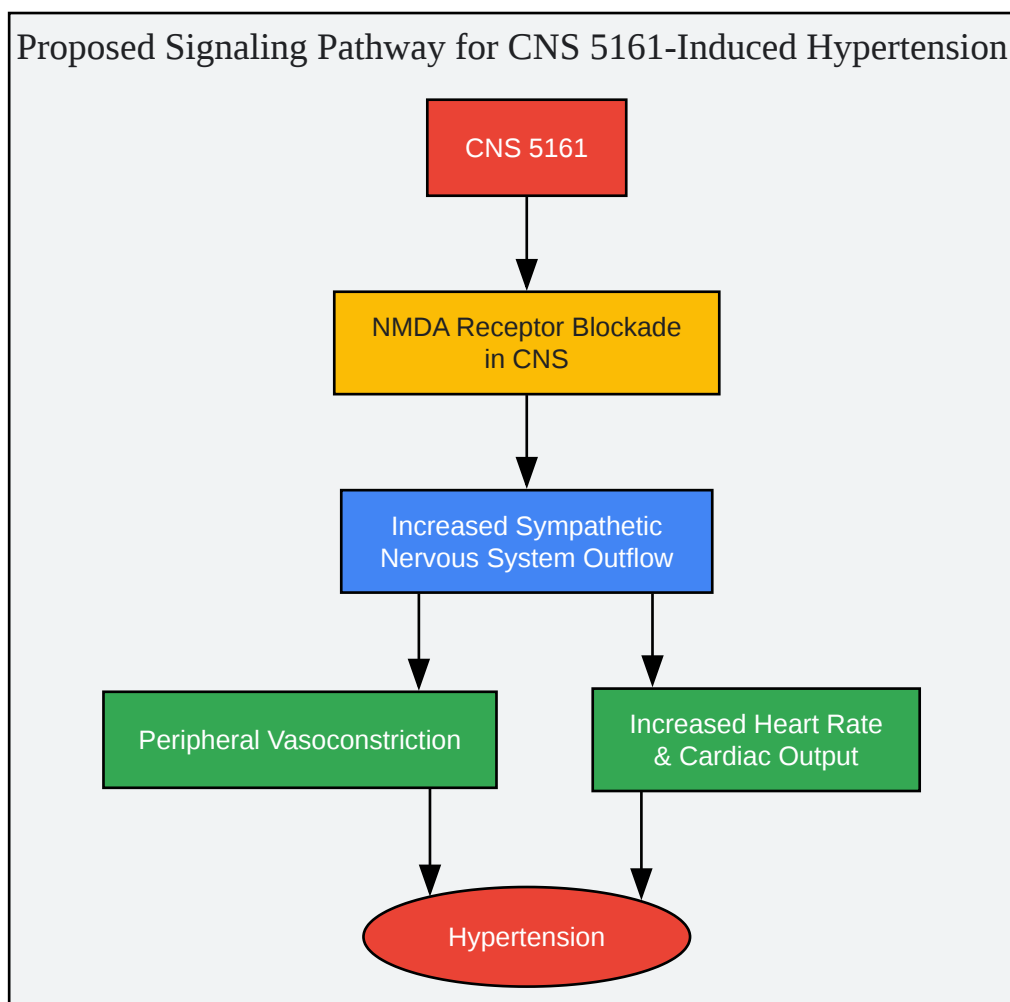 Proposed Signaling Pathway for CNS 5161-Induced Hypertension
CNS 5161
NMDA Receptor Blockade
in CNS
Increased Sympathetic
Nervous System Outflow
Peripheral Vasoconstriction
Increased Heart Rate
& Cardiac Output
Hypertension